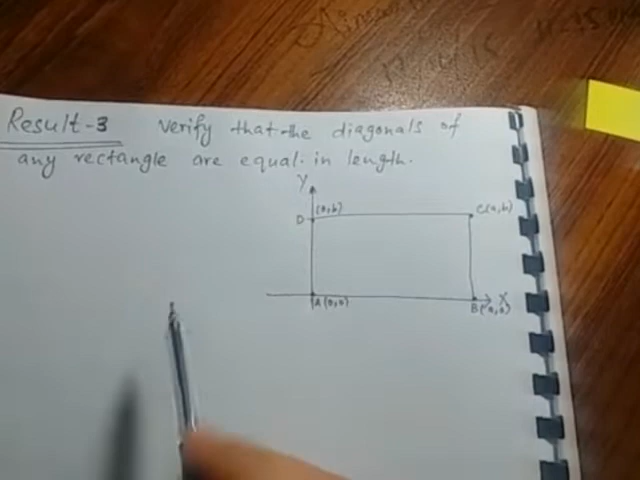 Result-3 Verify that the diagonals of
any rectangle are equal in length.
Y
D (0,b) C(a,b)
A(0,0) B(a,0) X